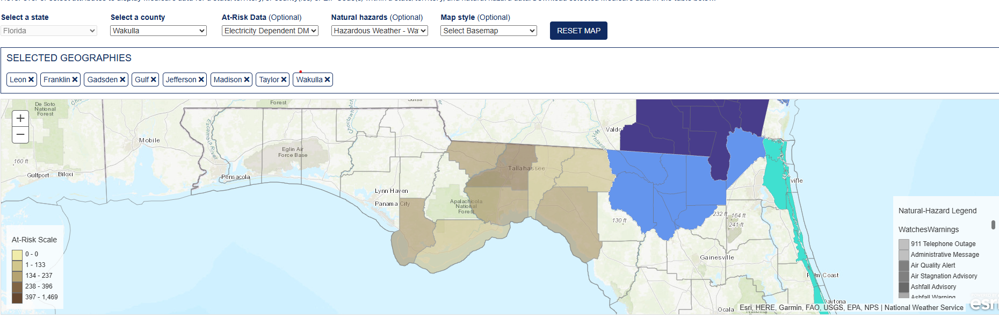 Select a state
Select a county
At-Risk Data (Optional)
Natural hazards (Optional)
Map style (Optional)
Florida
Wakulla
Electricity Dependent DM
Hazardous Weather - Wa
Select Basemap
RESET MAP
SELECTED GEOGRAPHIES
Leon ✕
Franklin ✕
Gadsden ✕
Gulf ✕
Jefferson ✕
Madison ✕
Taylor ✕
Wakulla ✕
+
−
De Soto
National
Forest
Forest
Escambia River
Mobile
160 ft
Gulfport
Biloxi
Eglin Air
Force Base
Pensacola
Lynn Haven
Panama City
Apalachicola
National
Forest
Tallahassee
Valdo
130 ft
232 ft
164 ft
241 ft
ville
Gainesville
Palm Coast
Daytona
Ocala
At-Risk Scale
0 - 0
1 - 133
134 - 237
238 - 396
397 - 1,469
Natural-Hazard Legend
WatchesWarnings
911 Telephone Outage
Administrative Message
Air Quality Alert
Air Stagnation Advisory
Ashfall Advisory
Ashfall Warning
Esri, HERE, Garmin, FAO, USGS, EPA, NPS | National Weather Service
POWERED BY
esri